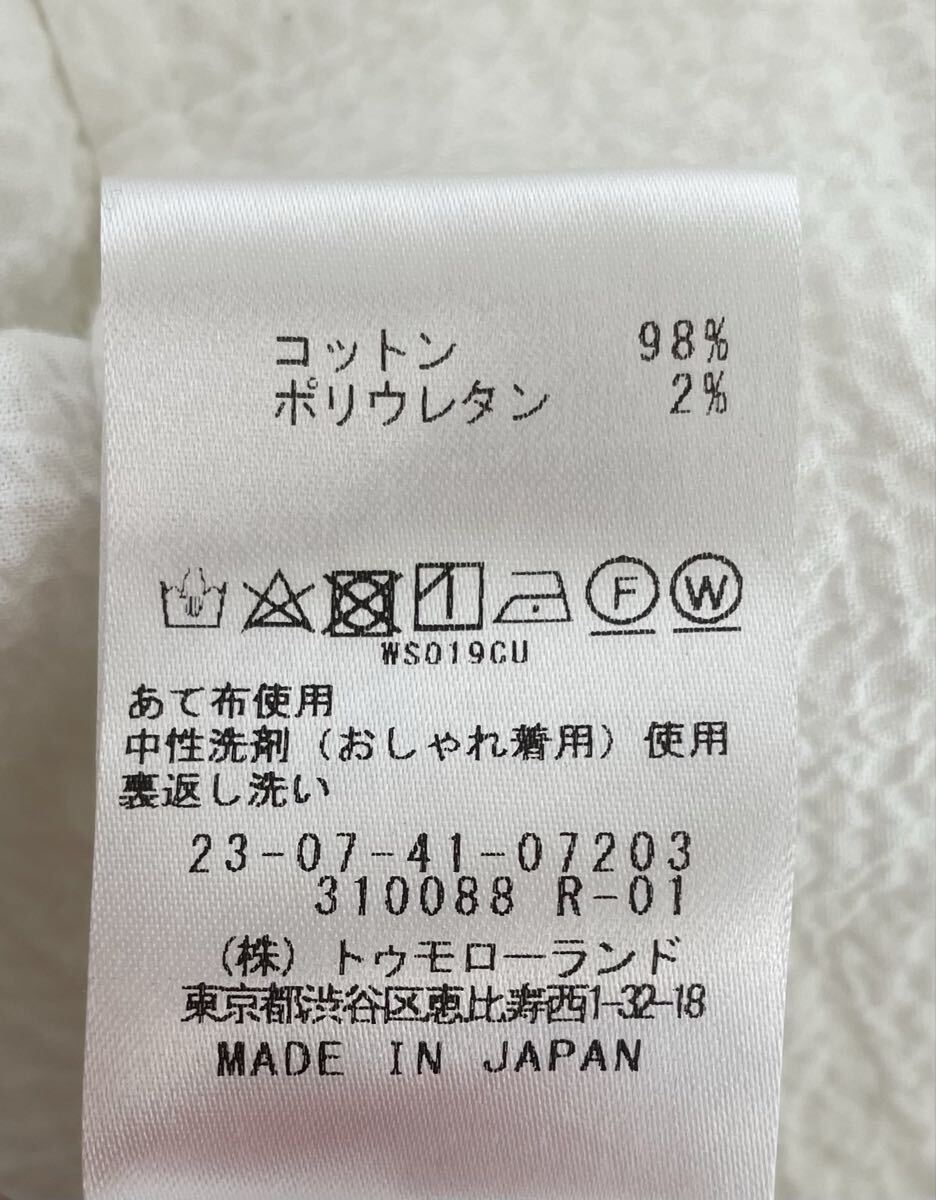 コットン 98%
ポリウレタン 2%
F W
WS019CU
あて布使用
中性洗剤（おしゃれ着用）使用
裏返し洗い
23-07-41-07203
310088 R-01
（株）トゥモローランド
東京都渋谷区恵比寿西1-32-18
MADE IN JAPAN